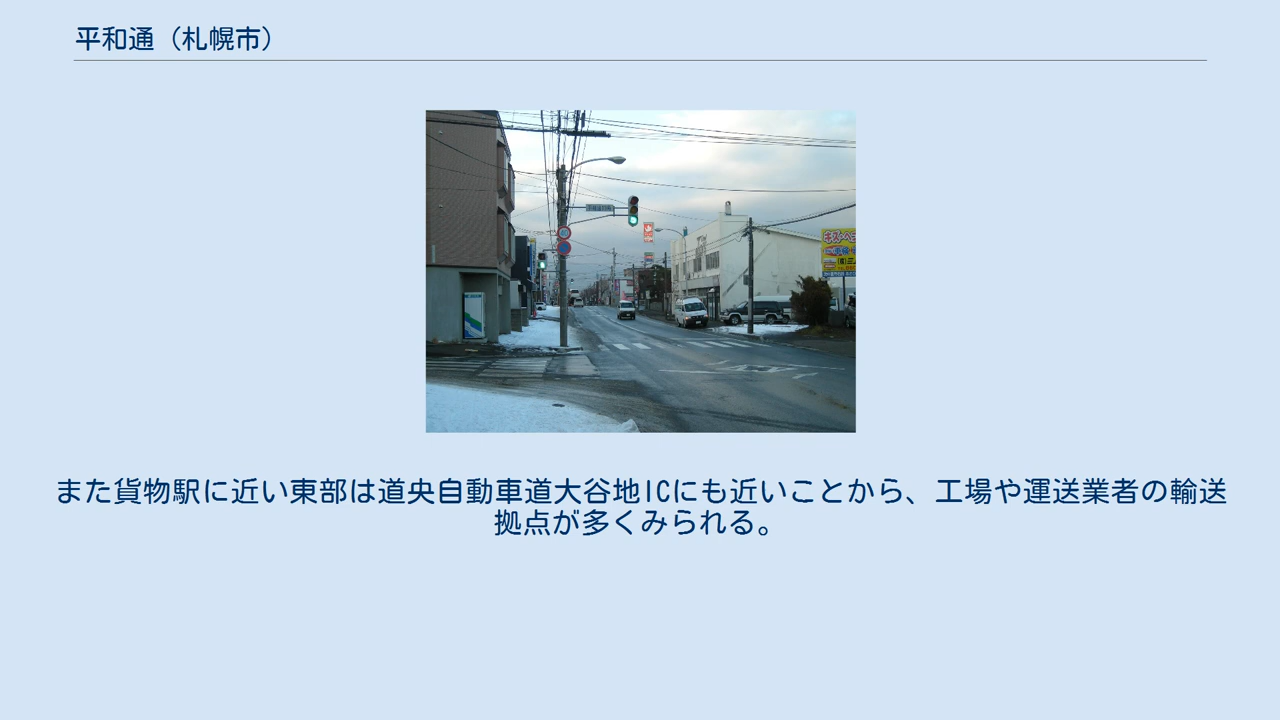 平和通（札幌市）
また貨物駅に近い東部は道央自動車道大谷地ICにも近いことから、工場や運送業者の輸送
拠点が多くみられる。